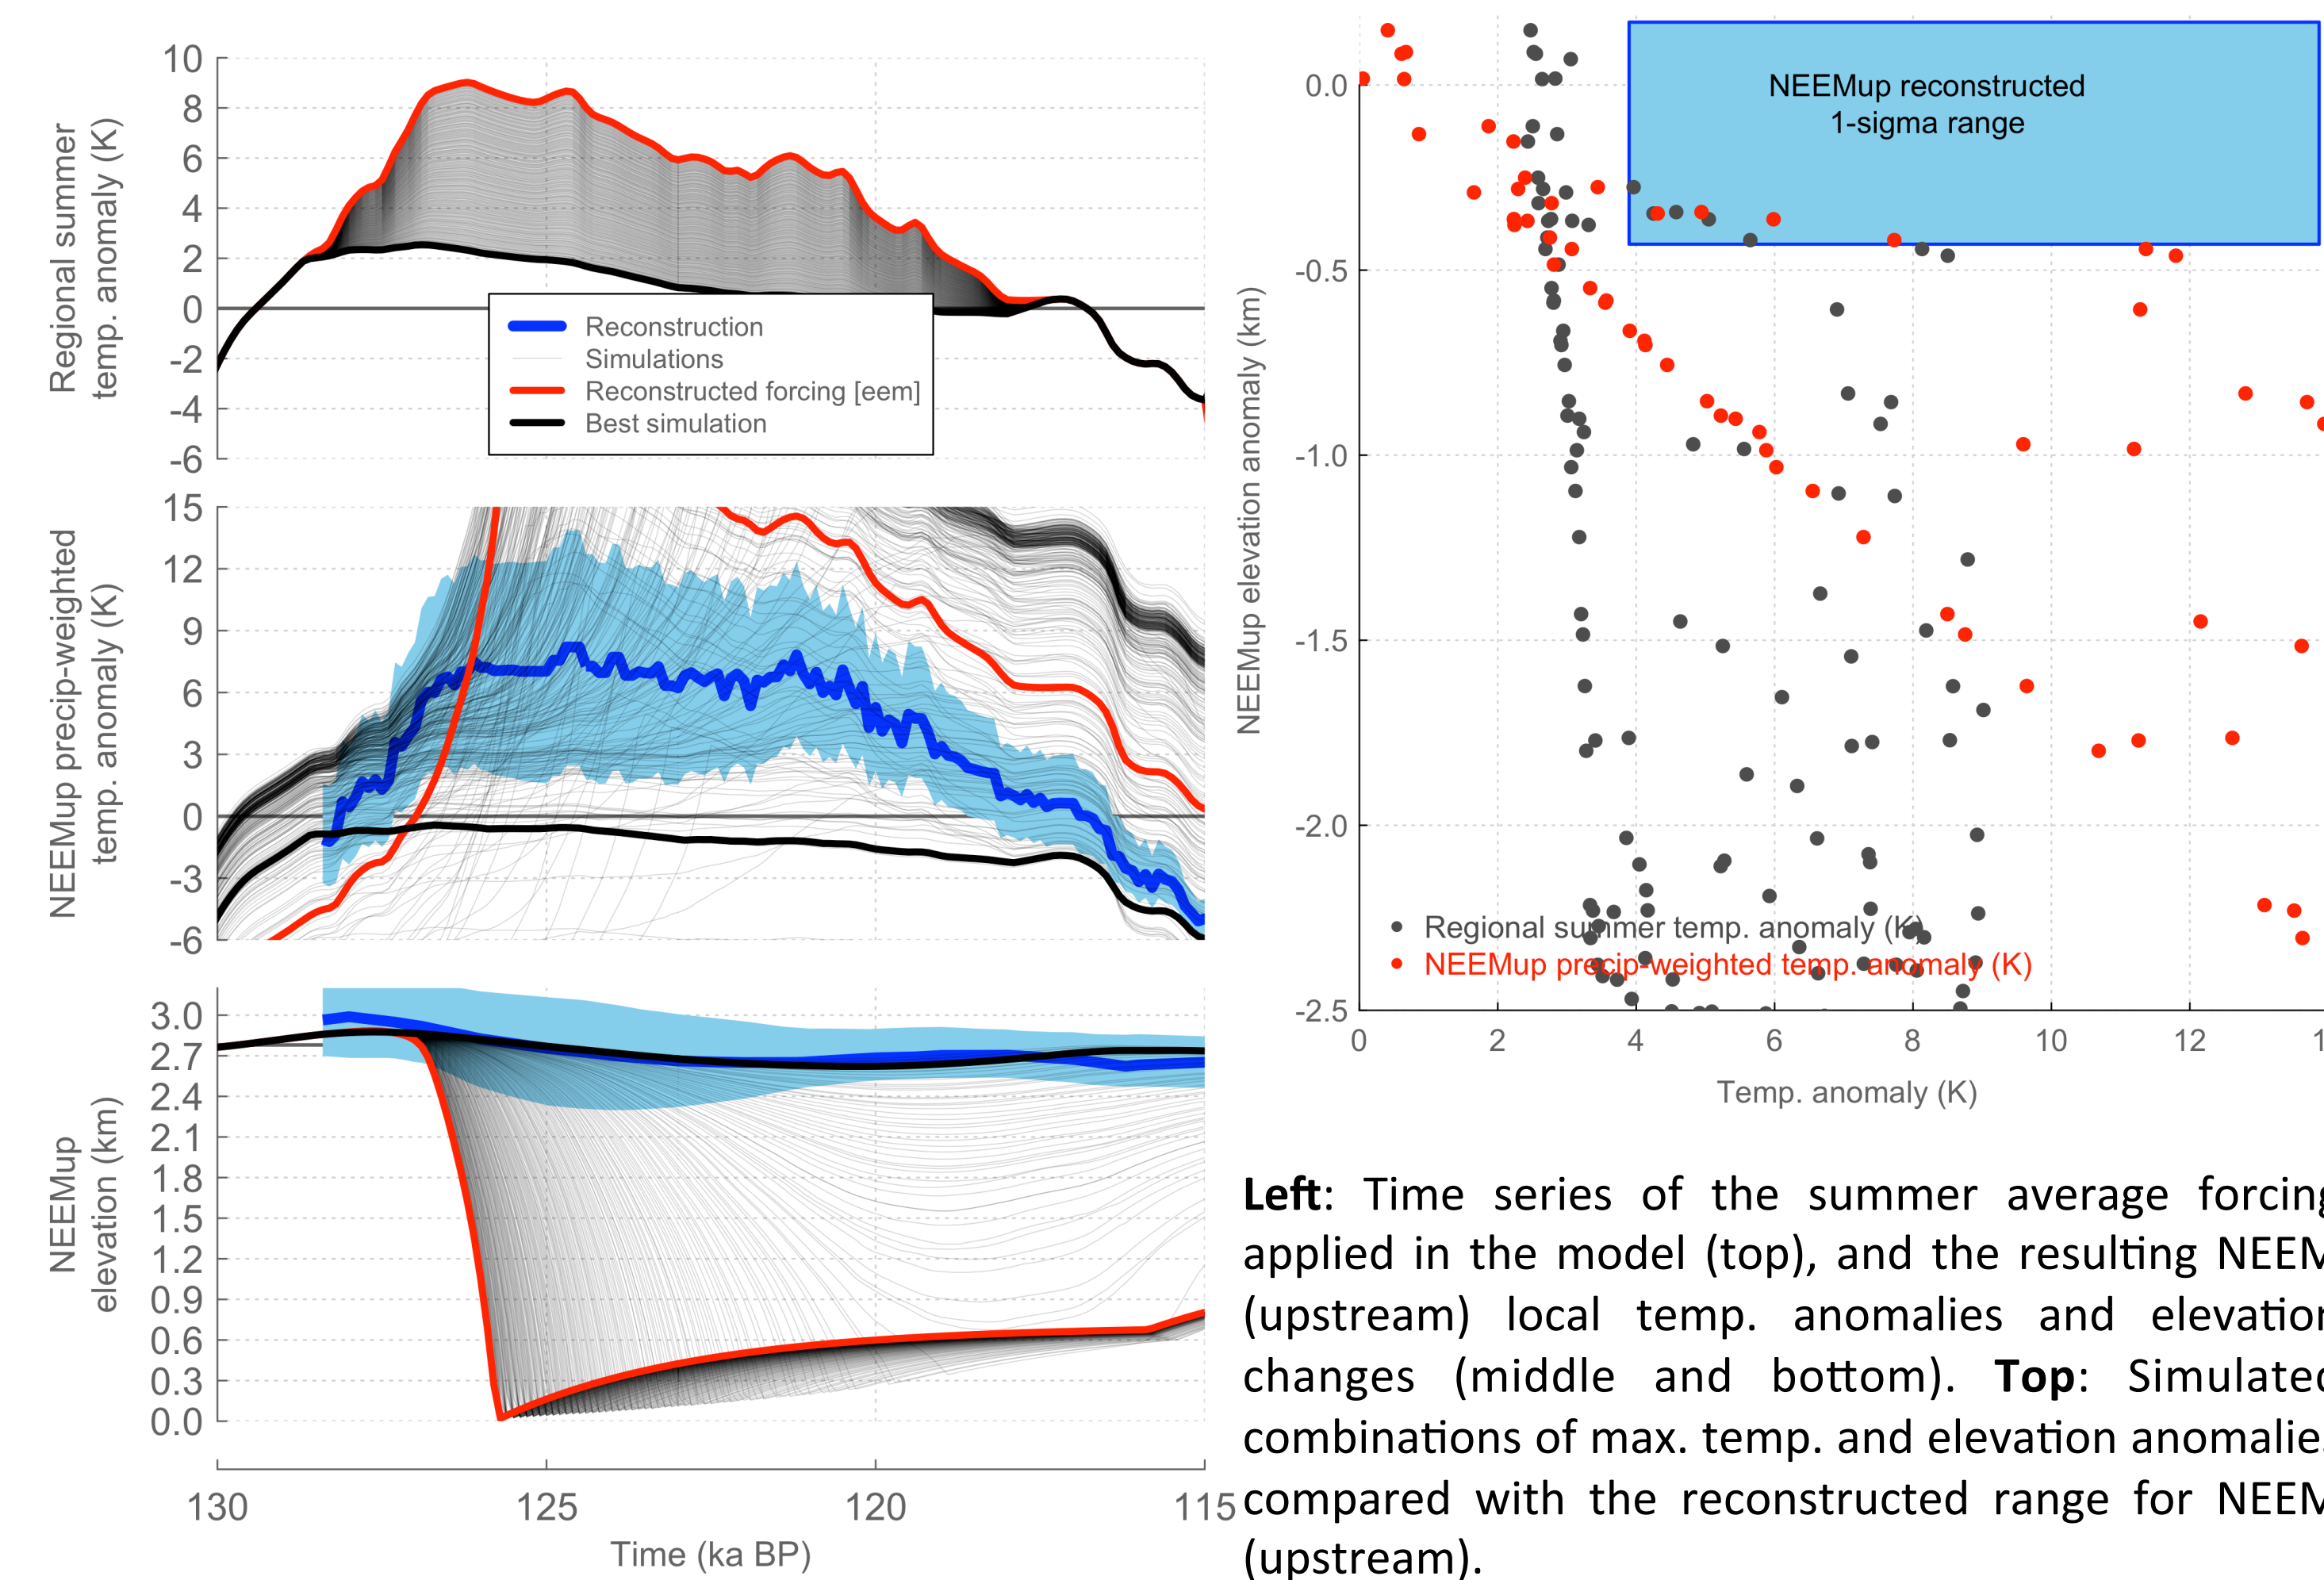 Regional summer
temp. anomaly (K)
10
8
6
4
2
0
-2
-4
-6
Reconstruction
Simulations
Reconstructed forcing [eem]
Best simulation
NEEMup precip-weighted
temp. anomaly (K)
15
12
9
6
3
0
-3
-6
NEEMup
elevation (km)
3.0
2.7
2.4
2.1
1.8
1.5
1.2
0.9
0.6
0.3
0.0
130 125 120 115
Time (ka BP)
NEEMup elevation anomaly (km)
0.0
-0.5
-1.0
-1.5
-2.0
-2.5
NEEMup reconstructed
1-sigma range
Regional summer temp. anomaly (K)
NEEMup precip-weighted temp. anomaly (K)
0 2 4 6 8 10 12 1
Temp. anomaly (K)
Left: Time series of the summer average forcing
applied in the model (top), and the resulting NEEM
(upstream) local temp. anomalies and elevation
changes (middle and bottom). Top: Simulated
combinations of max. temp. and elevation anomalie
compared with the reconstructed range for NEEM
(upstream).